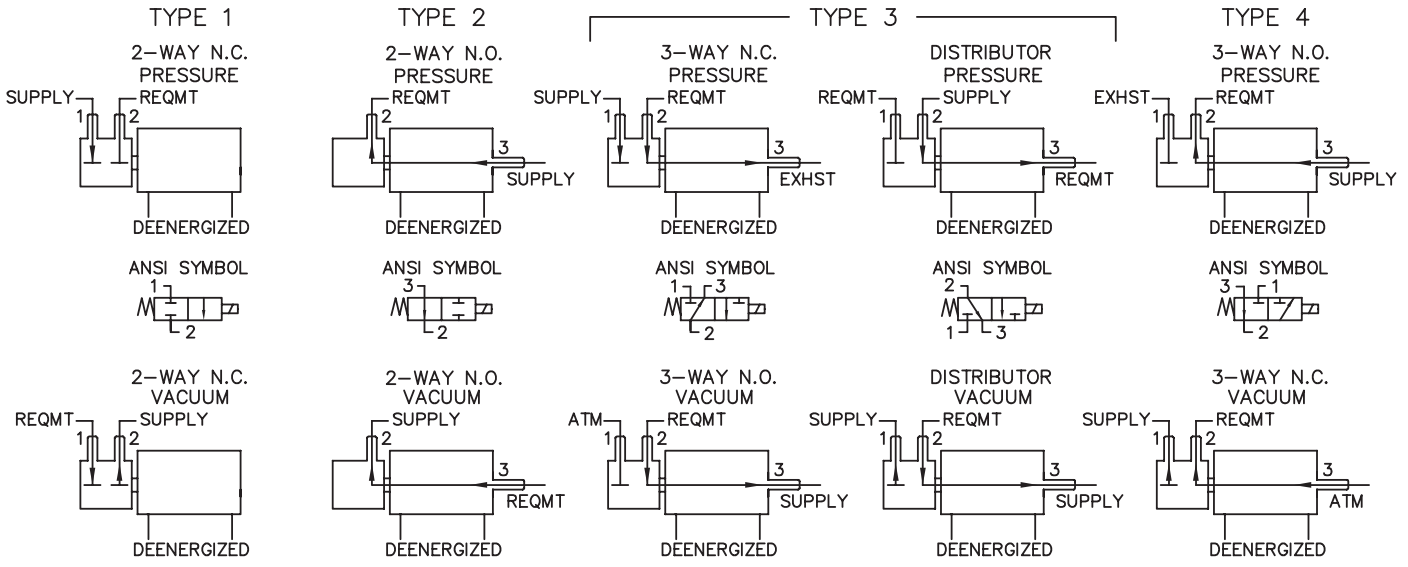 TYPE 1
TYPE 2
TYPE 3
TYPE 4
2-WAY N.C.
PRESSURE
SUPPLY
REQMT
1
2
DEENERGIZED
2-WAY N.O.
PRESSURE
REQMT
2
3
SUPPLY
DEENERGIZED
3-WAY N.C.
PRESSURE
SUPPLY
REQMT
1
2
3
EXHST
DEENERGIZED
DISTRIBUTOR
PRESSURE
REQMT
SUPPLY
1
2
3
REQMT
DEENERGIZED
3-WAY N.O.
PRESSURE
EXHST
REQMT
1
2
3
SUPPLY
DEENERGIZED
ANSI SYMBOL
1
2
ANSI SYMBOL
3
2
ANSI SYMBOL
1
3
2
ANSI SYMBOL
2
1
3
ANSI SYMBOL
3
1
2
2-WAY N.C.
VACUUM
REQMT
SUPPLY
1
2
DEENERGIZED
2-WAY N.O.
VACUUM
SUPPLY
2
3
REQMT
DEENERGIZED
3-WAY N.O.
VACUUM
ATM
REQMT
1
2
3
SUPPLY
DEENERGIZED
DISTRIBUTOR
VACUUM
SUPPLY
REQMT
1
2
3
SUPPLY
DEENERGIZED
3-WAY N.C.
VACUUM
SUPPLY
REQMT
1
2
3
ATM
DEENERGIZED